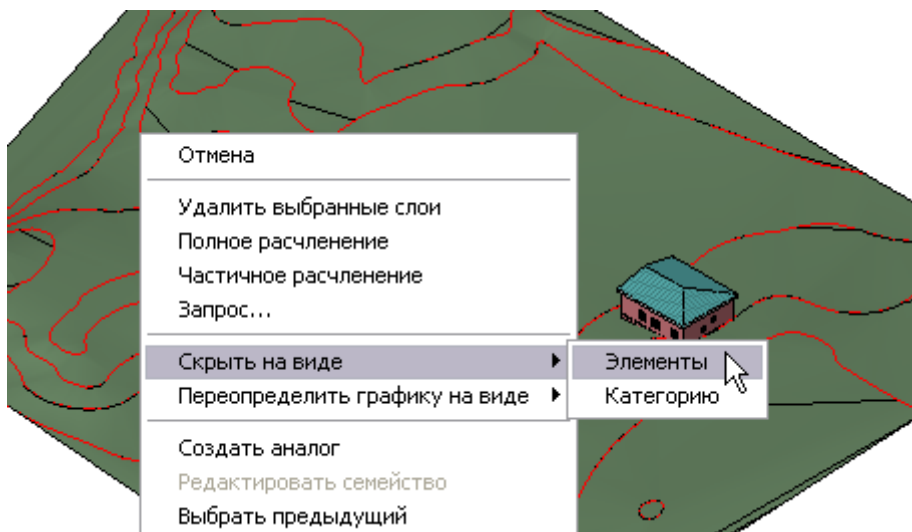 Отмена
Удалить выбранные слои
Полное расчленение
Частичное расчленение
Запрос...
Скрыть на виде
Элементы
Переопределить графику на виде
Категорию
Создать аналог
Редактировать семейство
Выбрать предыдущий